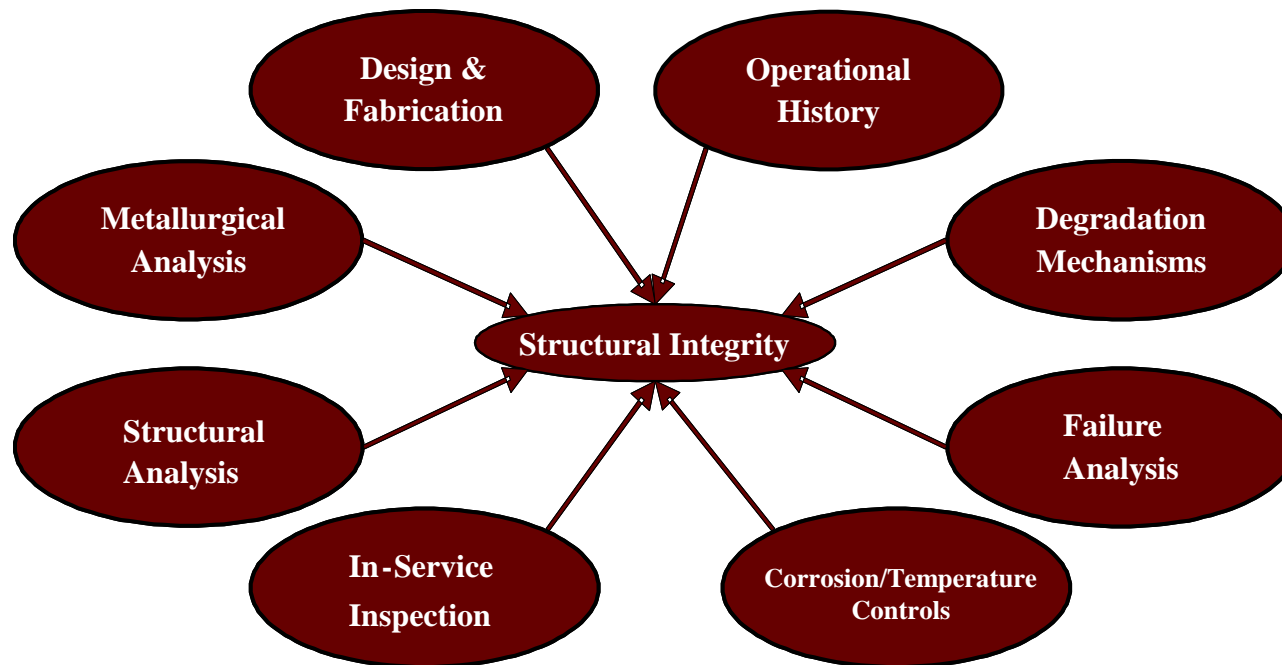 Design &
Fabrication
Operational
History
Metallurgical
Analysis
Degradation
Mechanisms
Structural Integrity
Structural
Analysis
Failure
Analysis
In-Service
Inspection
Corrosion/Temperature
Controls